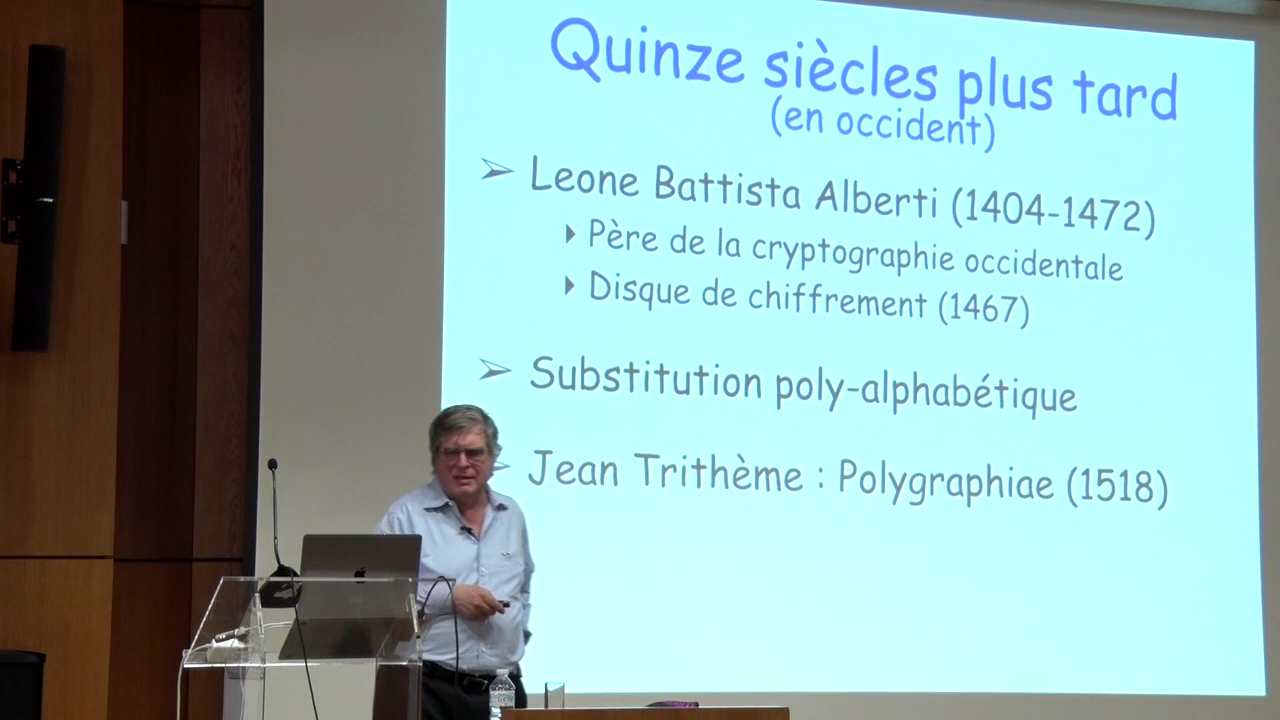 Quinze siècles plus tard
(en occident)
Leone Battista Alberti (1404-1472)
Père de la cryptographie occidentale
Disque de chiffrement (1467)
Substitution poly-alphabétique
Jean Trithème : Polygraphiae (1518)